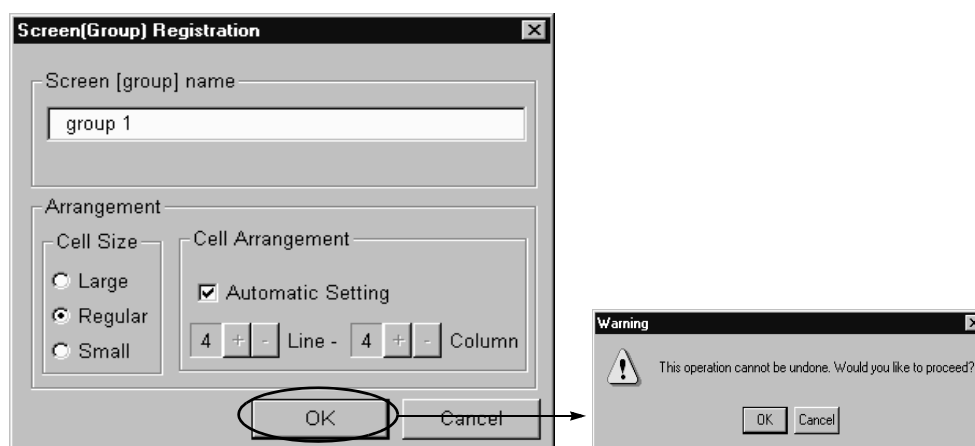 Screen(Group) Registration
Screen [group] name
group 1
Arrangement
Cell Size
Large
Regular
Small
Cell Arrangement
Automatic Setting
4 + - Line - 4 + - Column
OK Cancel
Warning
This operation cannot be undone. Would you like to proceed?
OK Cancel